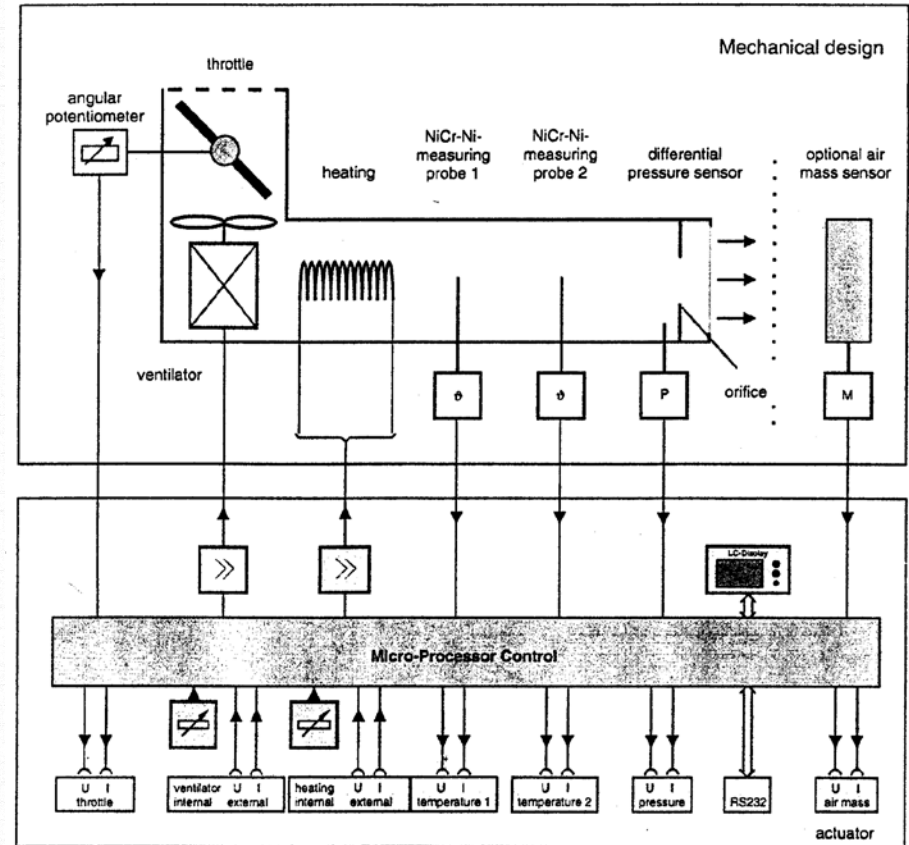 Mechanical design
throttle
angular
potentiometer
heating
NiCr-Ni-
measuring
probe 1
NiCr-Ni-
measuring
probe 2
differential
pressure sensor
optional air
mass sensor
ventilator
orifice
ϑ
ϑ
P
M
LC-Display
Micro-Processor Control
U I
throttle
ventilator U I
internal external
heating U I
internal external
U I
temperature 1
U I
temperature 2
U I
pressure
RS232
U I
air mass
actuator